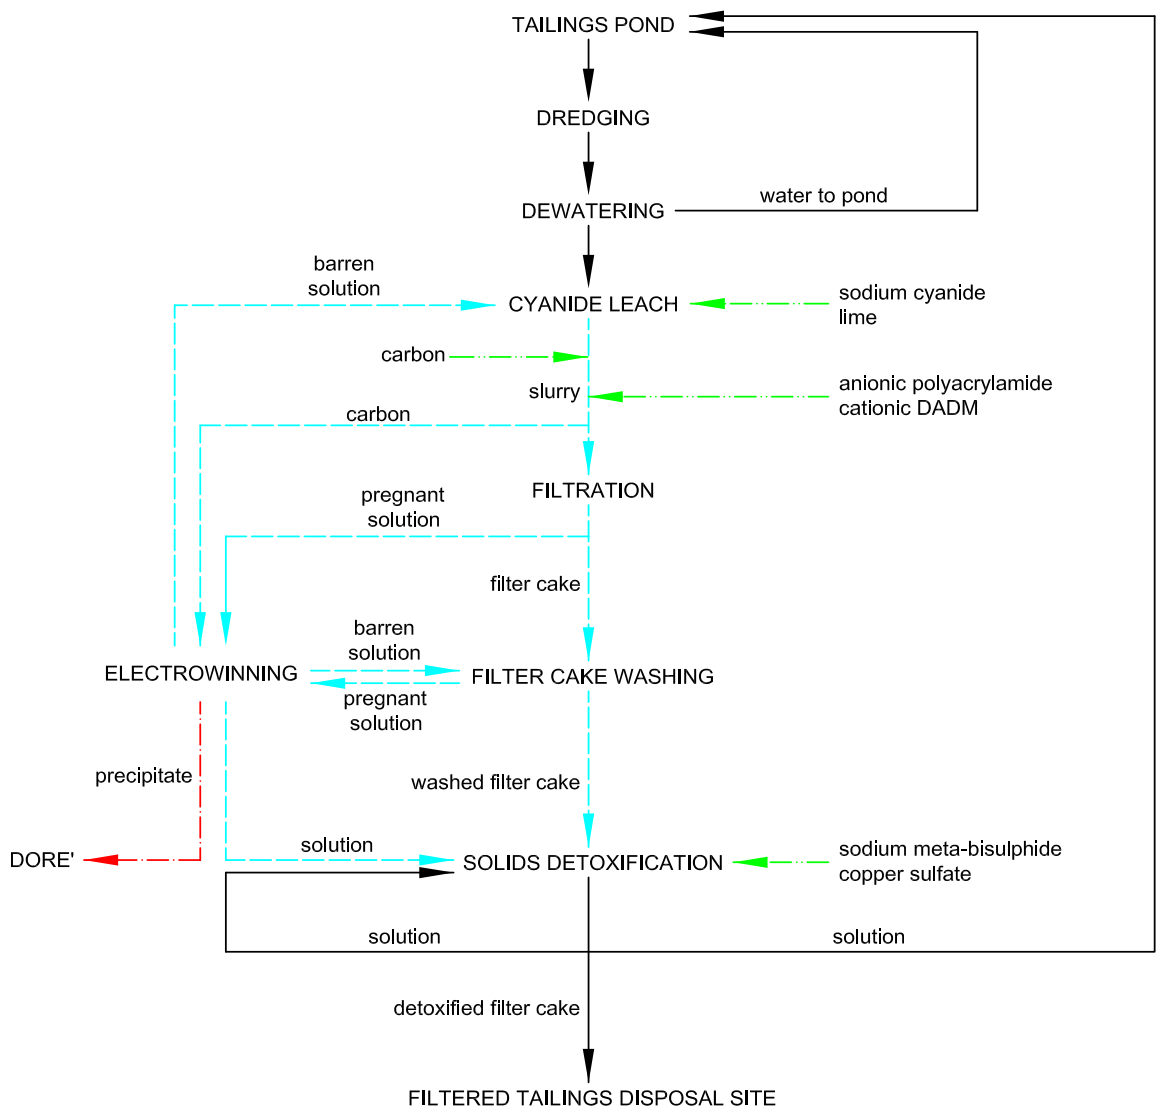 TAILINGS POND
DREDGING
water to pond
DEWATERING
barren
solution
CYANIDE LEACH
sodium cyanide
lime
carbon
slurry
anionic polyacrylamide
cationic DADM
carbon
FILTRATION
pregnant
solution
filter cake
barren
solution
ELECTROWINNING
FILTER CAKE WASHING
pregnant
solution
precipitate
washed filter cake
DORE'
solution
SOLIDS DETOXIFICATION
sodium meta-bisulphide
copper sulfate
solution
solution
detoxified filter cake
FILTERED TAILINGS DISPOSAL SITE